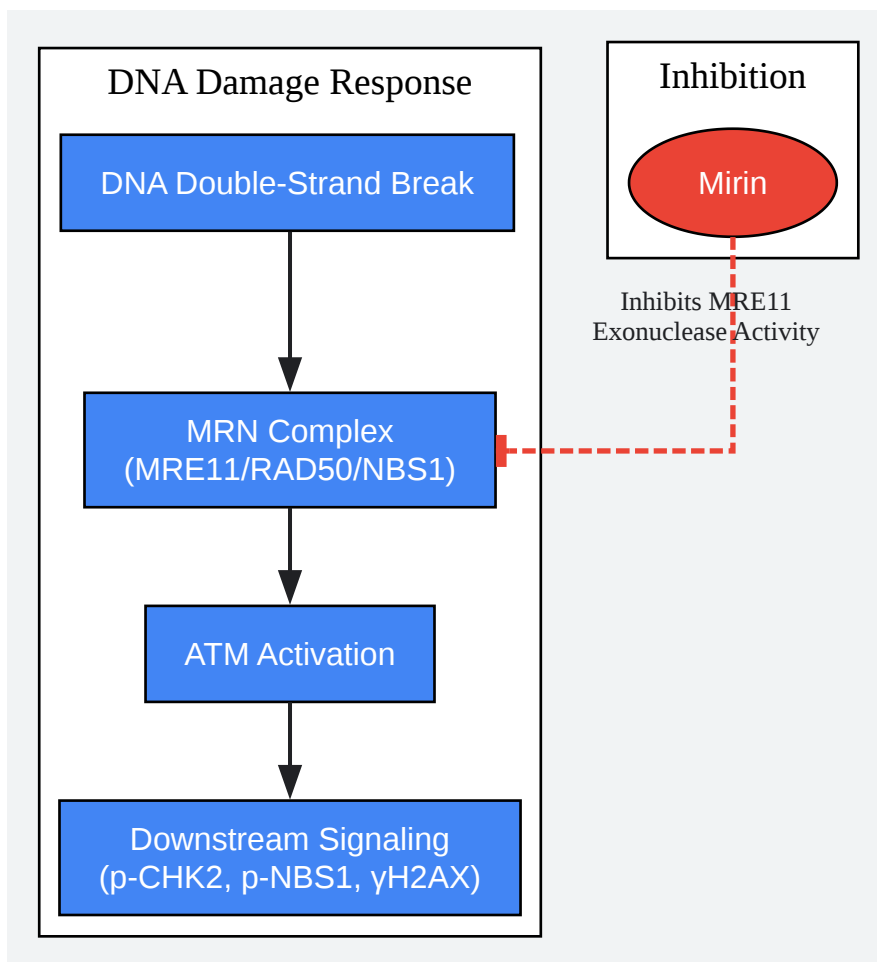 DNA Damage Response
DNA Double-Strand Break
MRN Complex
(MRE11/RAD50/NBS1)
ATM Activation
Downstream Signaling
(p-CHK2, p-NBS1, γH2AX)
Inhibition
Mirin
Inhibits MRE11
Exonuclease Activity